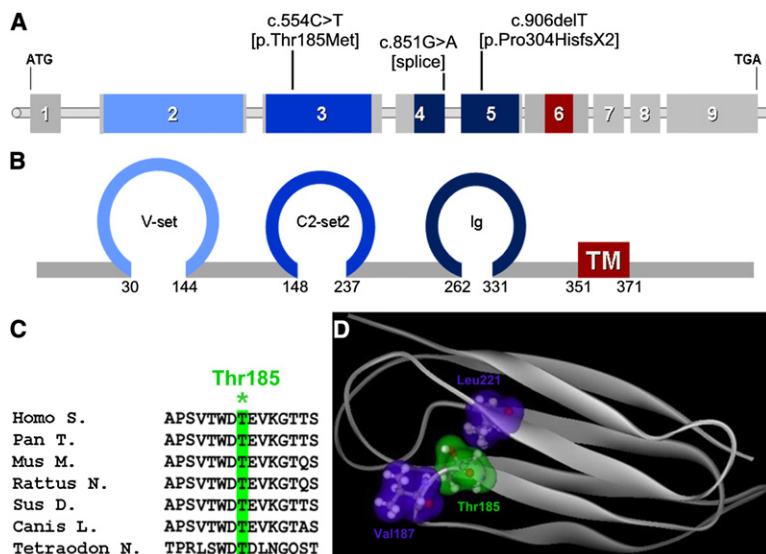 A
c.554C>T
[p.Thr185Met]
c.851G>A
[splice]
c.906delT
[p.Pro304HisfsX2]
ATG
TGA
1
2
3
4
5
6
7
8
9
B
V-set
C2-set2
Ig
TM
30
144
148
237
262
331
351
371
C
Thr185
*
Homo S. APSVTWDTEVKGTTS
Pan T. APSVTWDTEVKGTTS
Mus M. APSVTWDTEVKGTQS
Rattus N. APSVTWDTEVKGTQS
Sus D. APSVTWDTEVKGTTS
Canis L. APSVTWDTEVKGTAS
Tetraodon N. TPRLSWDTDLNGOST
D
Leu221
Thr185
Val187